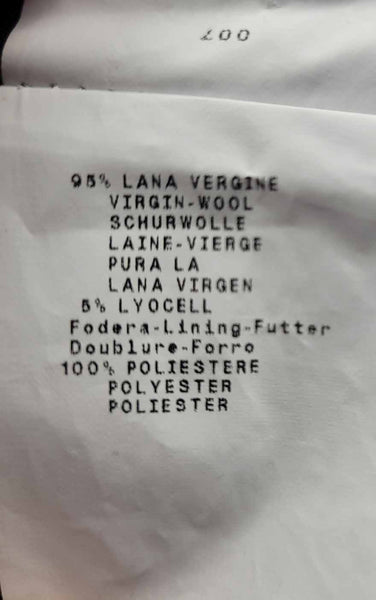 95% LANA VERGINE
VIRGIN-WOOL
SCHURWOLLE
LAINE-VIERGE
PURA LA
LANA VIRGEN
5% LYOCELL
Fodera-Lining-Futter
Doublure-Forro
100% POLIESTERE
POLYESTER
POLIESTER